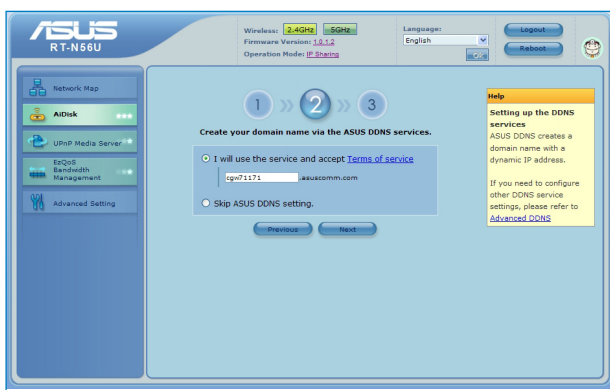 ASUS
RT-N56U
Wireless: 2.4GHz 5GHz
Firmware Version: 1.0.1.2
Operation Mode: IP Sharing
Language:
English
Logout
Reboot
Network Map
AiDisk
UPnP Media Server
EzQoS
Bandwidth
Management
Advanced Setting
1 » 2 » 3
Create your domain name via the ASUS DDNS services.
I will use the service and accept Terms of service
cgw71171 .asuscomm.com
Skip ASUS DDNS setting.
Previous Next
Help
Setting up the DDNS
services
ASUS DDNS creates a
domain name with a
dynamic IP address.
If you need to configure
other DDNS service
settings, please refer to
Advanced DDNS